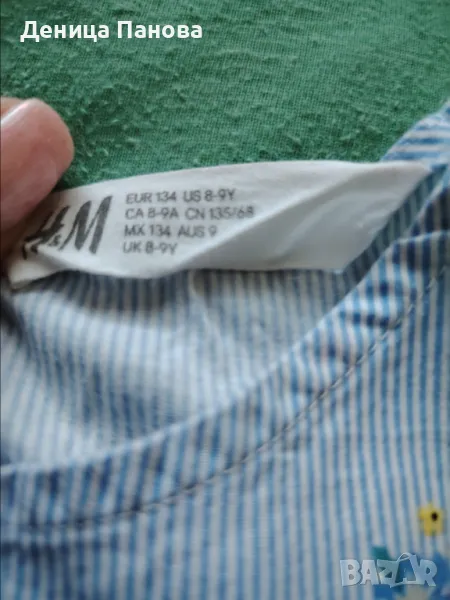 Деница Панова
H&M
EUR 134 US 8-9Y
CA 8-9A CN 135/68
MX 134 AUS 9
UK 8-9Y
bazar